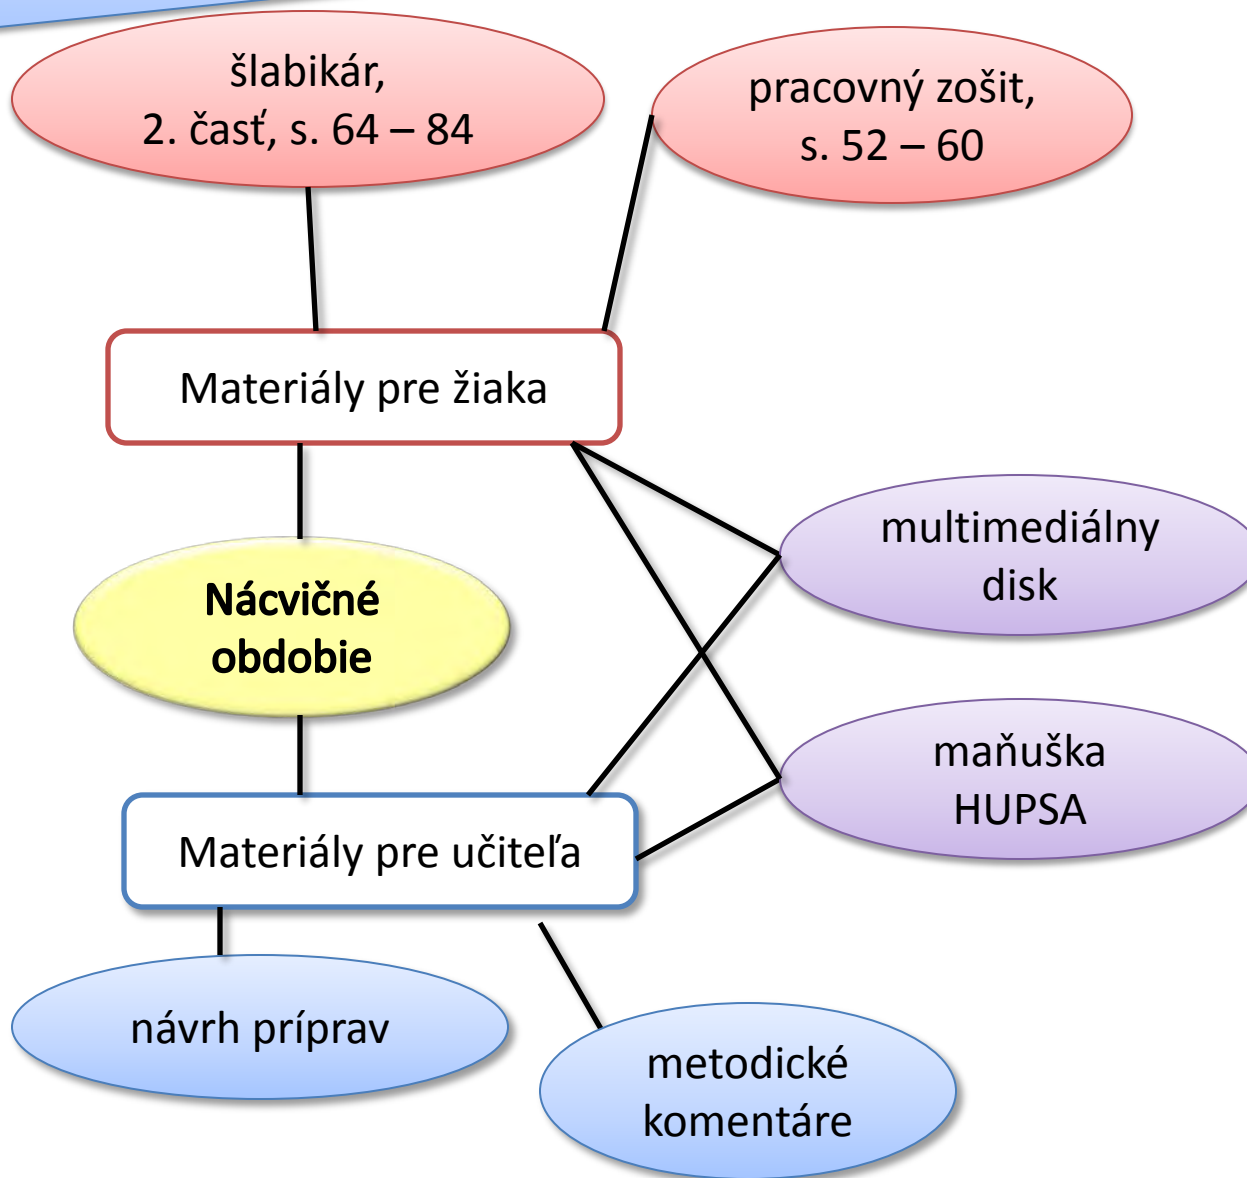 šlabikár,
2. časť, s. 64 – 84
pracovný zošit,
s. 52 – 60
Materiály pre žiaka
multimediálny
disk
Nácvičné
obdobie
maňuška
HUPSA
Materiály pre učiteľa
návrh príprav
metodické
komentáre